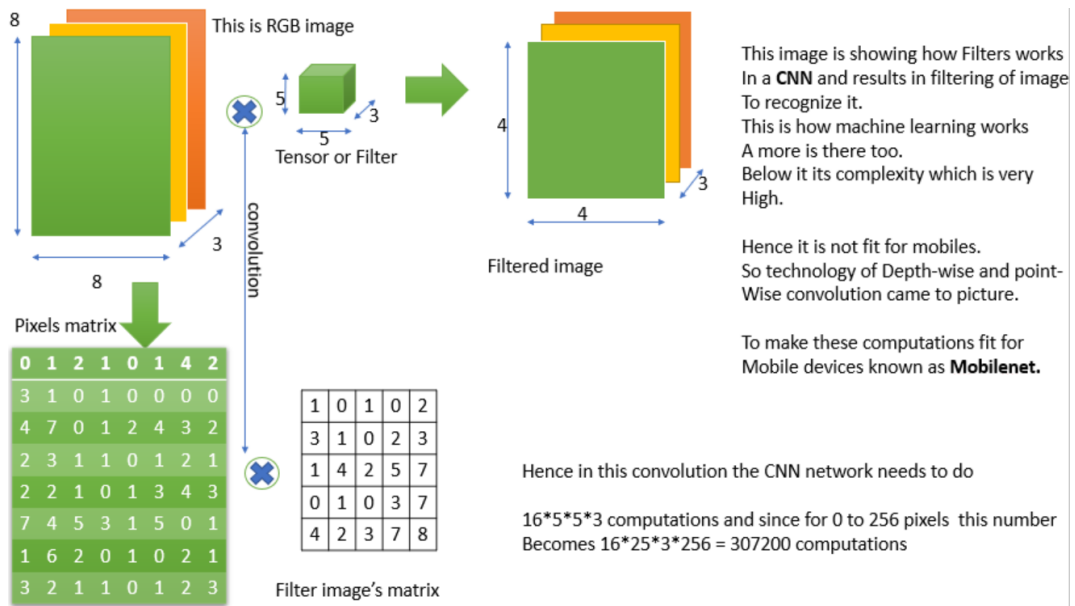 8
This is RGB image
5
3
5
Tensor or Filter
3
8
convolution
4
3
4
Filtered image
This image is showing how Filters works
In a CNN and results in filtering of image
To recognize it.
This is how machine learning works
A more is there too.
Below it its complexity which is very
High.
Hence it is not fit for mobiles.
So technology of Depth-wise and point-
Wise convolution came to picture.
To make these computations fit for
Mobile devices known as Mobilenet.
Pixels matrix
0 1 2 1 0 1 4 2
3 1 0 1 0 0 0 0
4 7 0 1 2 4 3 2
2 3 1 1 0 1 2 1
2 2 1 0 1 3 4 3
7 4 5 3 1 5 0 1
1 6 2 0 1 0 2 1
3 2 1 1 0 1 2 3
1 0 1 0 2
3 1 0 2 3
1 4 2 5 7
0 1 0 3 7
4 2 3 7 8
Filter image's matrix
Hence in this convolution the CNN network needs to do
16*5*5*3 computations and since for 0 to 256 pixels this number
Becomes 16*25*3*256 = 307200 computations